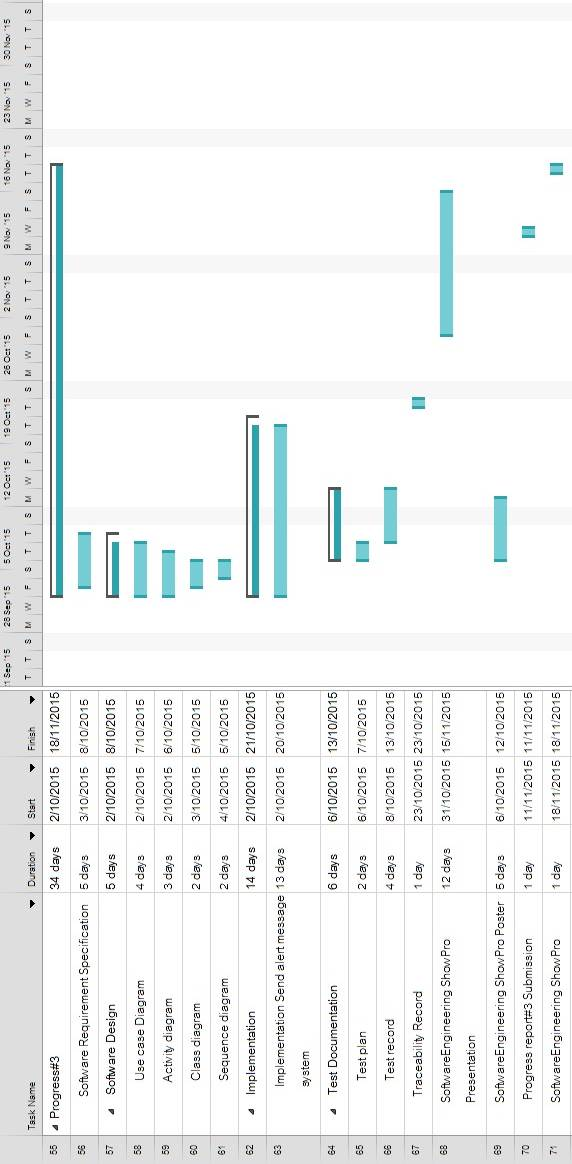 Task Name Duration Start Finish 1 Sep '15 28 Sep '15 5 Oct '15 12 Oct '15 19 Oct '15 26 Oct '15 2 Nov '15 9 Nov '15 16 Nov '15 23 Nov '15 30 Nov '15
T T S M W F S T T S M W F S T T S M W F S T T S M W F S T T S M W F S T T S
55 Progress#3 34 days 2/10/2015 18/11/2015
56 Software Requirement Specification 6 days 3/10/2015 8/10/2015
57 Software Design 5 days 2/10/2015 8/10/2015
58 Use case Diagram 4 days 2/10/2015 7/10/2015
59 Activity diagram 3 days 2/10/2015 6/10/2015
60 Class diagram 2 days 3/10/2015 5/10/2015
61 Sequence diagram 2 days 4/10/2015 5/10/2015
62 Implementation 14 days 2/10/2015 21/10/2015
63 Implementation Send alert message 13 days 2/10/2015 20/10/2015
system
64 Test Documentation 6 days 6/10/2015 13/10/2015
65 Test plan 2 days 6/10/2015 7/10/2015
66 Test record 4 days 8/10/2015 13/10/2015
67 Traceability Record 1 day 23/10/2015 23/10/2015
68 SoftwareEngineering ShowPro 12 days 31/10/2015 15/11/2015
Presentation
69 SoftwareEngineering ShowPro Poster 5 days 6/10/2015 12/10/2015
70 Progress report#3 Submission 1 day 11/11/2015 11/11/2015
71 SoftwareEngineering ShowPro 1 day 18/11/2015 18/11/2015